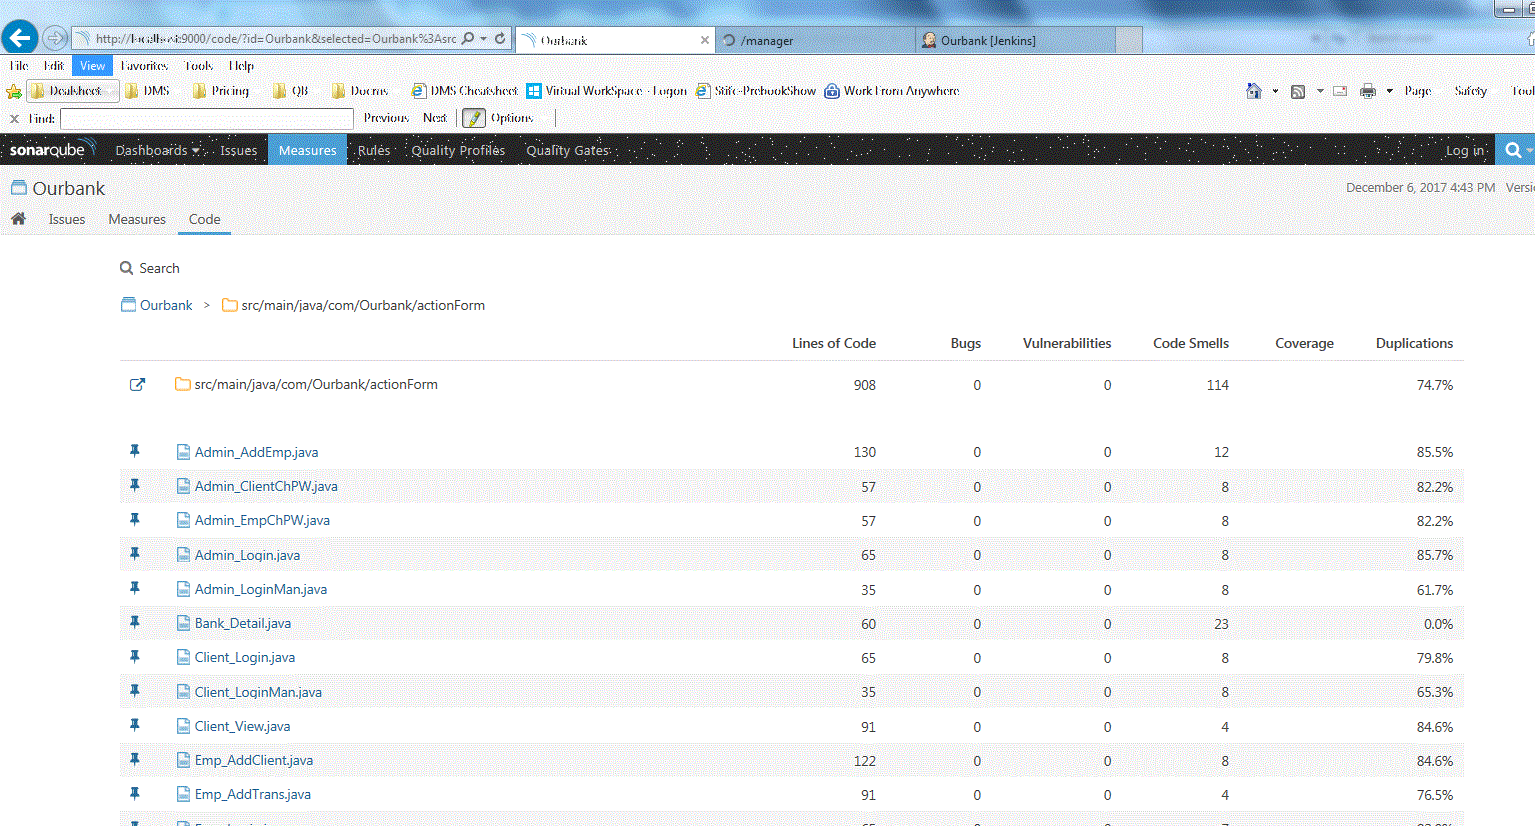 http://localhost:9000/code/?id=Ourbank&selected=Ourbank%3Asrc Ourbank /manager Ourbank [Jenkins]
File Edit View Favorites Tools Help
Dealsheet DMS Pricing QB Docms DMS Cheatsheet Virtual WorkSpace - Logon Work From Anywhere Page Safety Tool
Find: Previous Next Options
sonarqube Dashboards Issues Measures Rules Quality Profiles Quality Gates Log in
Ourbank December 6, 2017 4:43 PM Versi
Issues Measures Code
Search
Ourbank > src/main/java/com/Ourbank/actionForm
Lines of Code Bugs Vulnerabilities Code Smells Coverage Duplications
src/main/java/com/Ourbank/actionForm 908 0 0 114 74.7%
Admin_AddEmp.java 130 0 0 12 85.5%
Admin_ClientChPW.java 57 0 0 8 82.2%
Admin_EmpChPW.java 57 0 0 8 82.2%
Admin_Login.java 65 0 0 8 85.7%
Admin_LoginMan.java 35 0 0 8 61.7%
Bank_Detail.java 60 0 0 23 0.0%
Client_Login.java 65 0 0 8 79.8%
Client_LoginMan.java 35 0 0 8 65.3%
Client_View.java 91 0 0 4 84.6%
Emp_AddClient.java 122 0 0 8 84.6%
Emp_AddTrans.java 91 0 0 4 76.5%